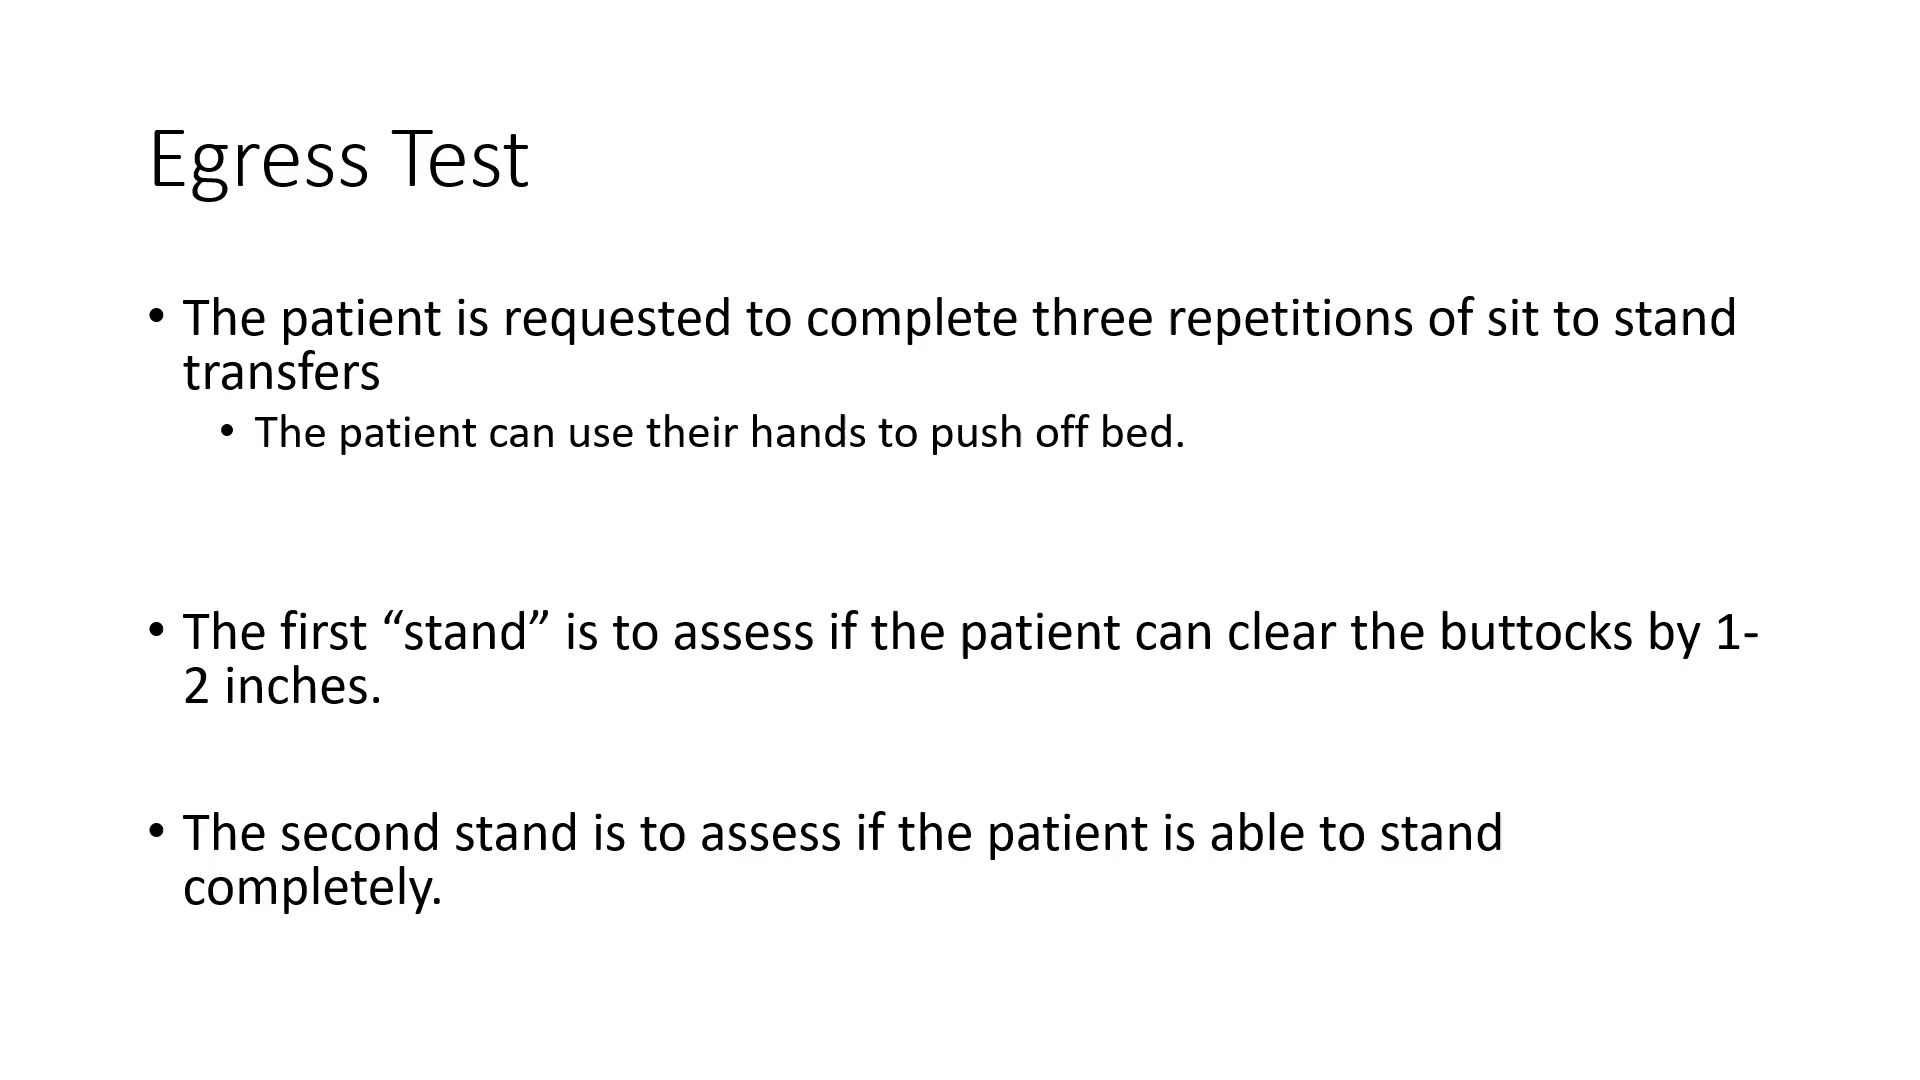 Egress Test
• The patient is requested to complete three repetitions of sit to stand
transfers
• The patient can use their hands to push off bed.
• The first “stand” is to assess if the patient can clear the buttocks by 1-
2 inches.
• The second stand is to assess if the patient is able to stand
completely.